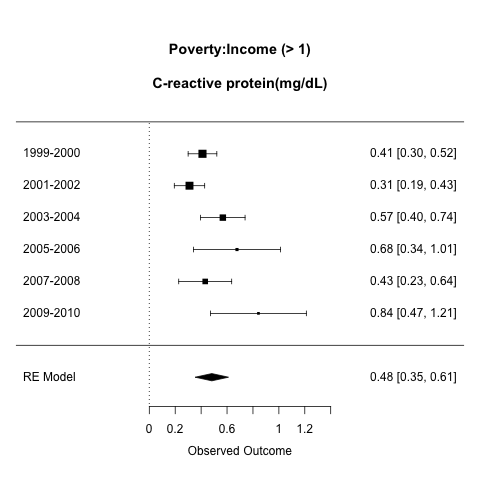 Poverty:Income (> 1)
C-reactive protein(mg/dL)
1999-2000 0.41 [0.30, 0.52]
2001-2002 0.31 [0.19, 0.43]
2003-2004 0.57 [0.40, 0.74]
2005-2006 0.68 [0.34, 1.01]
2007-2008 0.43 [0.23, 0.64]
2009-2010 0.84 [0.47, 1.21]
RE Model 0.48 [0.35, 0.61]
0 0.2 0.6 1 1.2
Observed Outcome